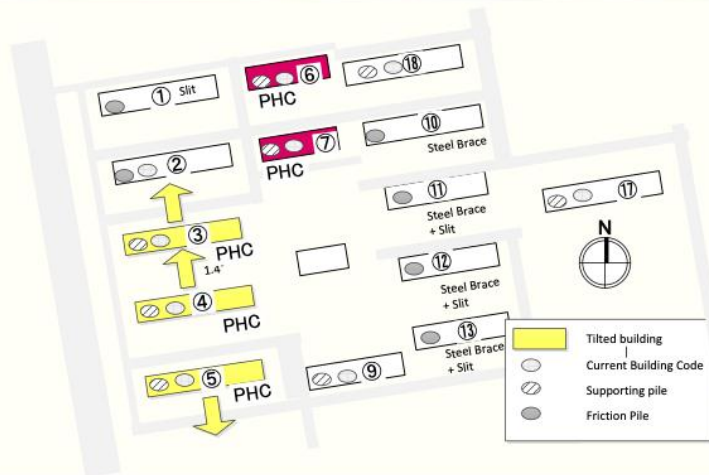 ① Slit
⑥
PHC
⑱
②
⑦
PHC
⑩
Steel Brace
③
PHC
1.4°
⑪
Steel Brace
+ Slit
⑰
N
④
PHC
⑫
Steel Brace
+ Slit
⑬
Steel Brace
+ Slit
⑤
PHC
⑨
Tilted building
Current Building Code
Supporting pile
Friction Pile